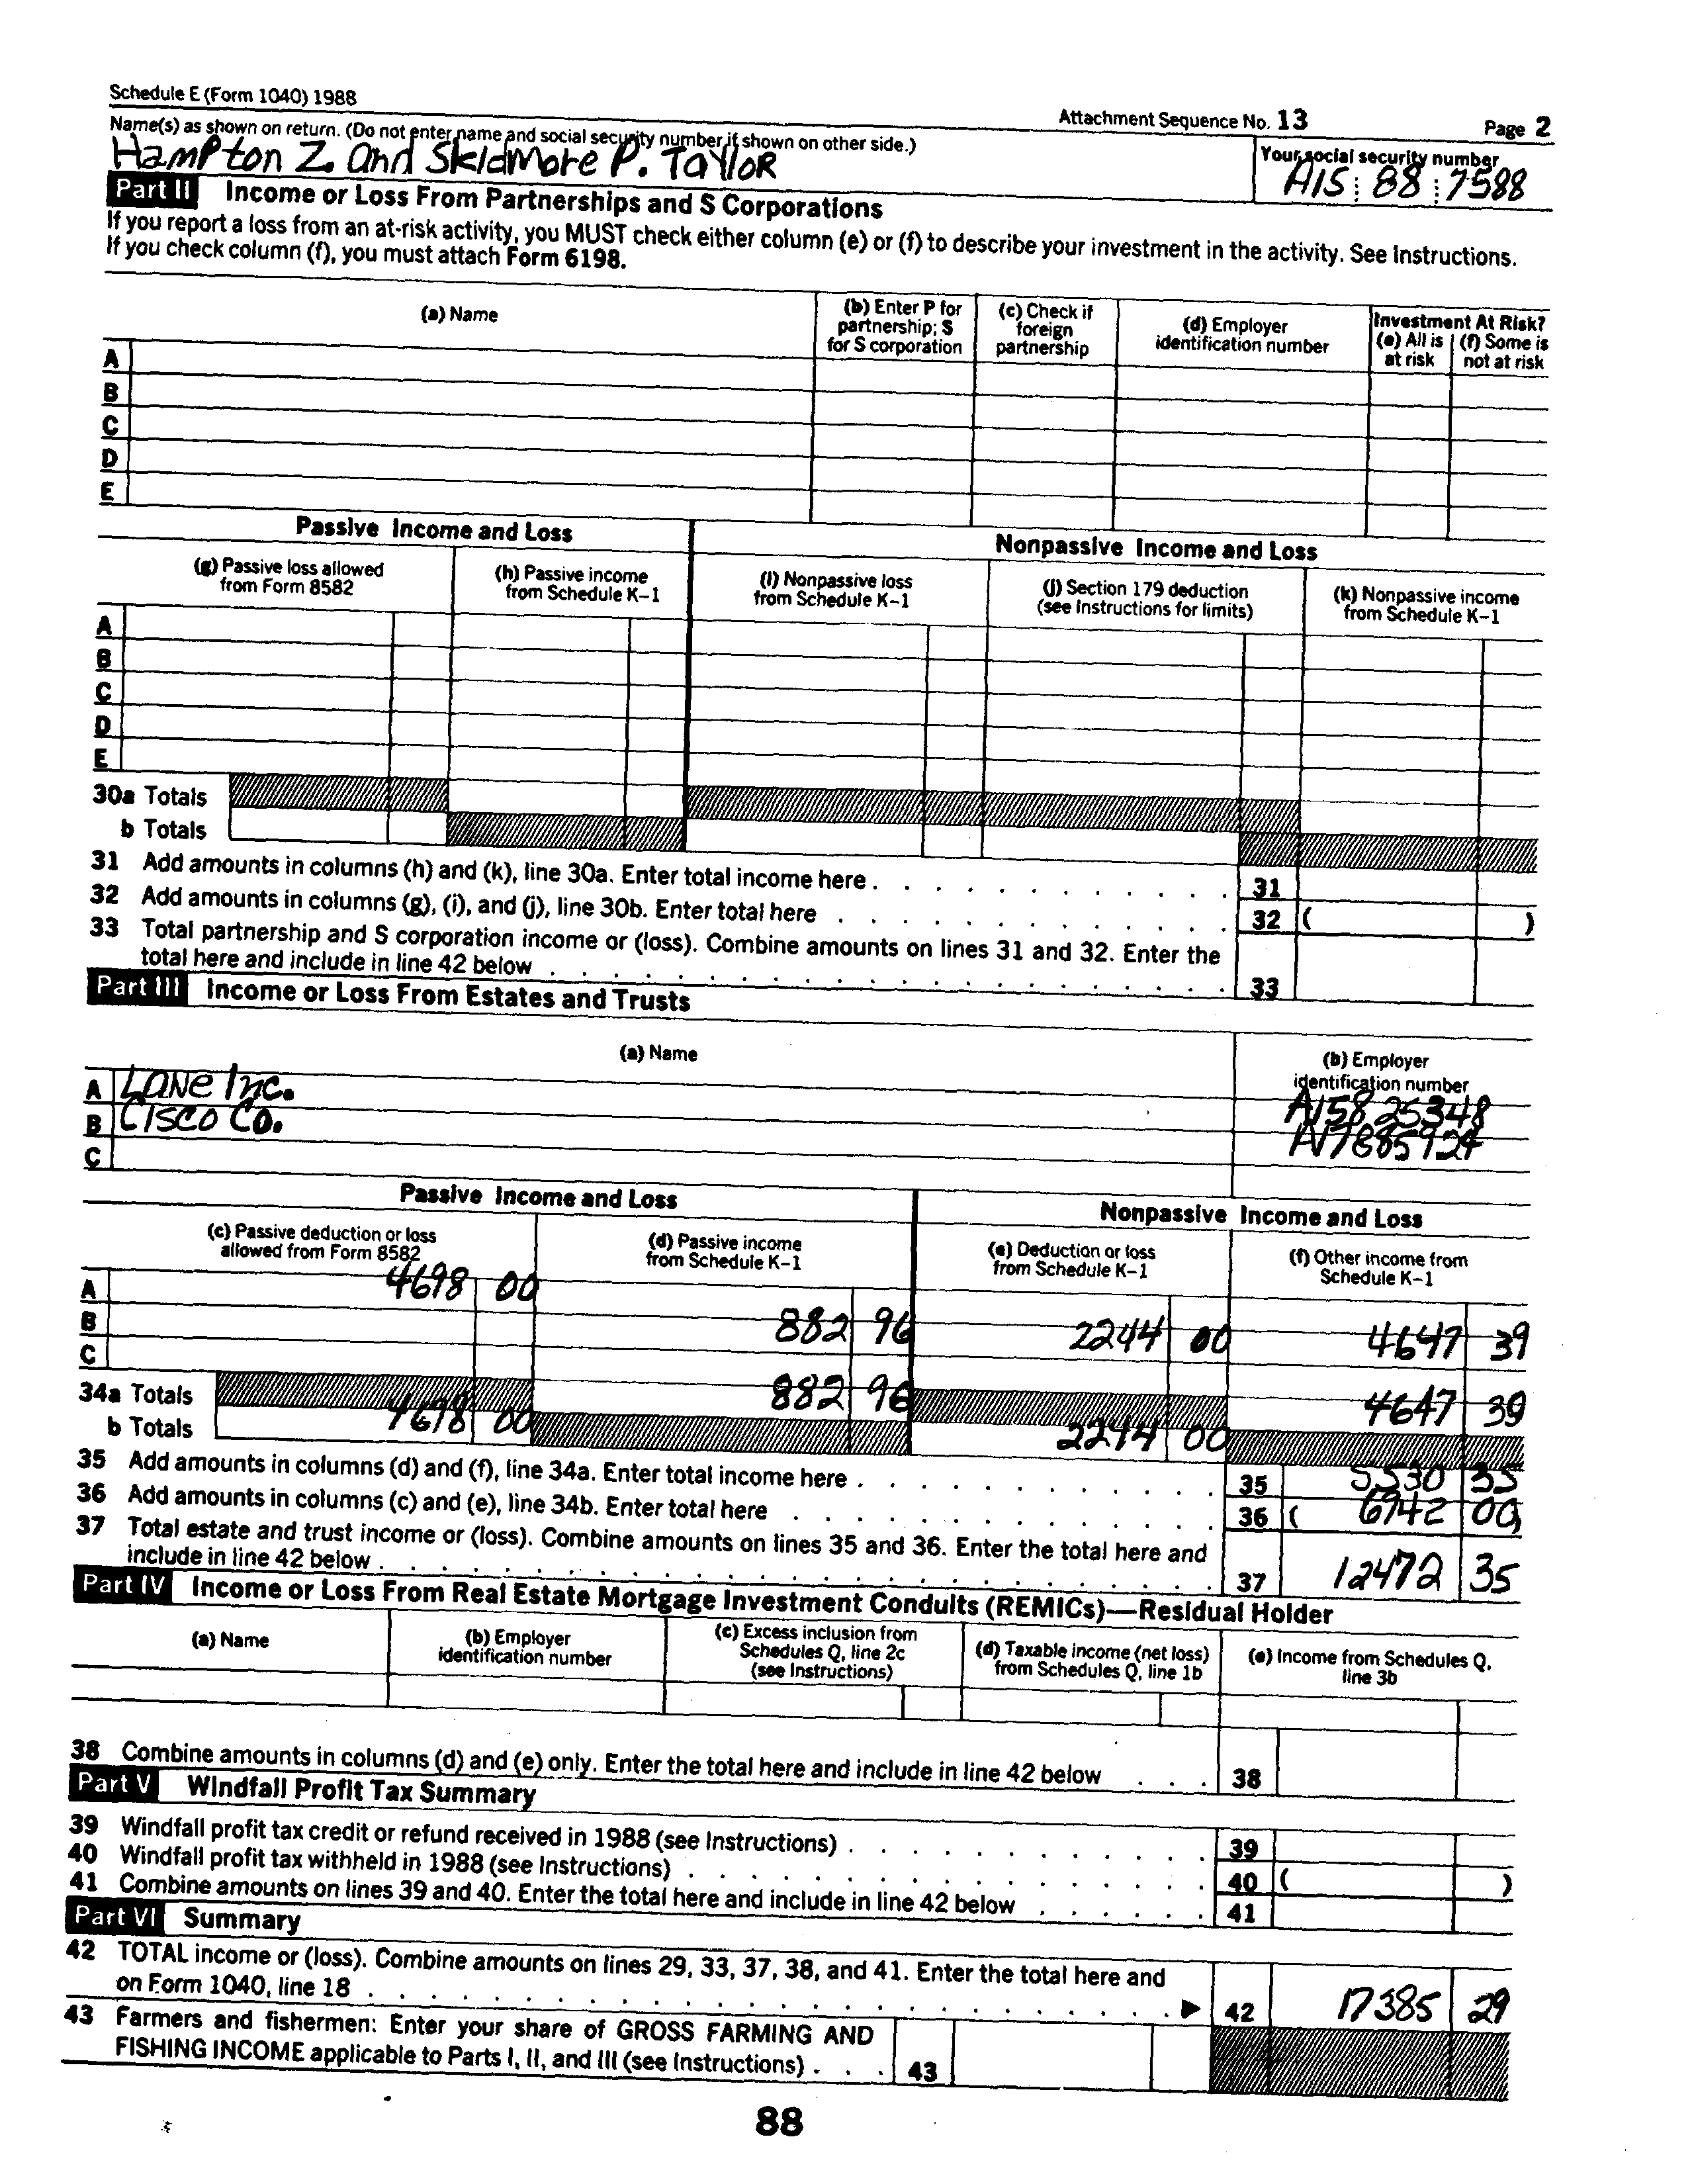 Schedule E (Form 1040) 1988
Attachment Sequence No. 13
Page 2
Name(s) as shown on return. (Do not enter name and social security number if shown on other side.)
Your social security number
Hampton Z. and Skidmore P. Taylor
A15 88 7588
Part II Income or Loss From Partnerships and S Corporations
If you report a loss from an at-risk activity, you MUST check either column (e) or (f) to describe your investment in the activity. See Instructions.
If you check column (f), you must attach Form 6198.
(a) Name
(b) Enter P for partnership; S for S corporation
(c) Check if foreign partnership
(d) Employer identification number
Investment At Risk?
(e) All is at risk
(f) Some is not at risk
A
B
C
D
E
Passive Income and Loss
Nonpassive Income and Loss
(g) Passive loss allowed from Form 8582
(h) Passive income from Schedule K-1
(i) Nonpassive loss from Schedule K-1
(j) Section 179 deduction (see Instructions for limits)
(k) Nonpassive income from Schedule K-1
A
B
C
D
E
30a Totals
b Totals
31 Add amounts in columns (h) and (k), line 30a. Enter total income here . . . 31
32 Add amounts in columns (g), (i), and (j), line 30b. Enter total here . . . 32 ( )
33 Total partnership and S corporation income or (loss). Combine amounts on lines 31 and 32. Enter the
total here and include in line 42 below . . . 33
Part III Income or Loss From Estates and Trusts
(a) Name
(b) Employer identification number
A Lane Inc. A15825348
B Cisco Co. A17885924
C
Passive Income and Loss
Nonpassive Income and Loss
(c) Passive deduction or loss allowed from Form 8582
(d) Passive income from Schedule K-1
(e) Deduction or loss from Schedule K-1
(f) Other income from Schedule K-1
A 4698 00
B 882 96 2244 00 4647 39
C
34a Totals 882 96 4647 39
b Totals 4698 00 2244 00
35 Add amounts in columns (d) and (f), line 34a. Enter total income here . . . 35 5530 35
36 Add amounts in columns (c) and (e), line 34b. Enter total here . . . 36 ( 6942 00 )
37 Total estate and trust income or (loss). Combine amounts on lines 35 and 36. Enter the total here and
include in line 42 below . . . 37 12472 35
Part IV Income or Loss From Real Estate Mortgage Investment Conduits (REMICs)—Residual Holder
(a) Name
(b) Employer identification number
(c) Excess inclusion from Schedules Q, line 2c (see Instructions)
(d) Taxable income (net loss) from Schedules Q, line 1b
(e) Income from Schedules Q, line 3b
38 Combine amounts in columns (d) and (e) only. Enter the total here and include in line 42 below . . . 38
Part V Windfall Profit Tax Summary
39 Windfall profit tax credit or refund received in 1988 (see Instructions) . . . 39
40 Windfall profit tax withheld in 1988 (see Instructions) . . . 40 ( )
41 Combine amounts on lines 39 and 40. Enter the total here and include in line 42 below . . . 41
Part VI Summary
42 TOTAL income or (loss). Combine amounts on lines 29, 33, 37, 38, and 41. Enter the total here and
on Form 1040, line 18 . . . ▶ 42 17385 29
43 Farmers and fishermen: Enter your share of GROSS FARMING AND
FISHING INCOME applicable to Parts I, II, and III (see Instructions) . . . 43
88